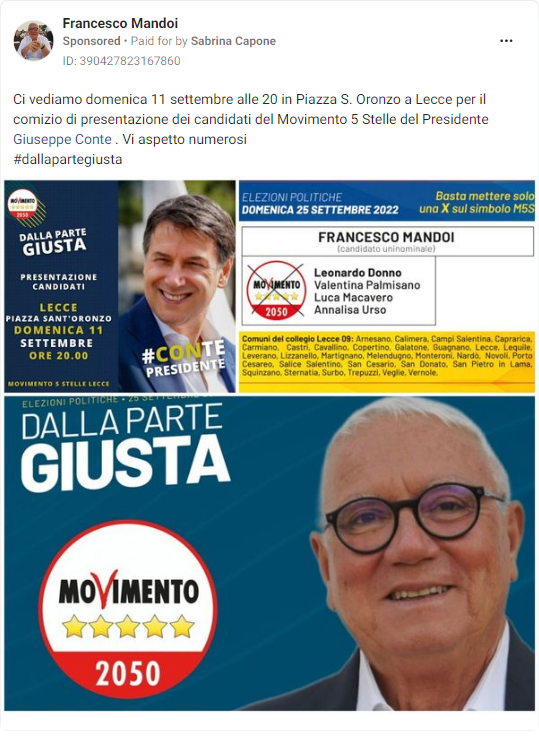 Francesco Mandoi
Sponsored • Paid for by Sabrina Capone
ID: 390427823167860
Ci vediamo domenica 11 settembre alle 20 in Piazza S. Oronzo a Lecce per il
comizio di presentazione dei candidati del Movimento 5 Stelle del Presidente
Giuseppe Conte . Vi aspetto numerosi
#dallapartegiusta
MOVIMENTO
2050
DALLA PARTE
GIUSTA
PRESENTAZIONE
CANDIDATI
LECCE
PIAZZA SANT'ORONZO
DOMENICA 11
SETTEMBRE
ORE 20.00
MOVIMENTO 5 STELLE LECCE
#CONTE
PRESIDENTE
ELEZIONI POLITICHE
DOMENICA 25 SETTEMBRE 2022
Basta mettere solo
una X sul simbolo M5S
FRANCESCO MANDOI
(candidato uninominale)
MOVIMENTO
2050
Leonardo Donno
Valentina Palmisano
Luca Macavero
Annalisa Urso
Comuni del collegio Lecce 09: Arnesano, Calimera, Campi Salentina, Caprarica,
Carmiano, Castri, Cavallino, Copertino, Galatone, Guagnano, Lecce, Lequile,
Leverano, Lizzanello, Martignano, Melendugno, Monteroni, Nardò, Novoli, Porto
Cesareo, Salice Salentino, San Cesario, San Donato, San Pietro in Lama,
Squinzano, Sternatia, Surbo, Trepuzzi, Veglie, Vernole.
ELEZIONI POLITICHE • 25 SETTEMBRE 2022
DALLA PARTE
GIUSTA
MOVIMENTO
2050